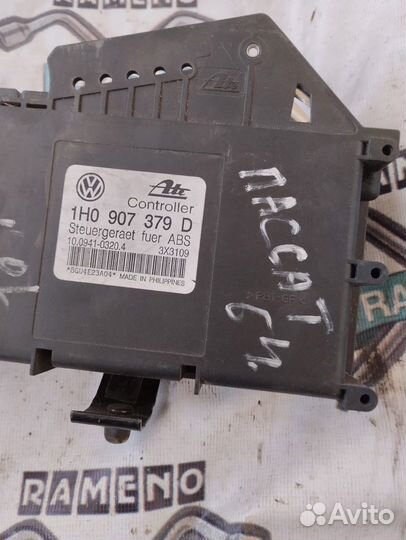 Ate
VW
Ate
Controller
1H0 907 379 D
Steuergeraet fuer ABS
10.0941-0320.4 3X3109
*BG04E23A04* MADE IN PHILIPPINES
ПАССАТ
Б4.
RAMENO
Avito